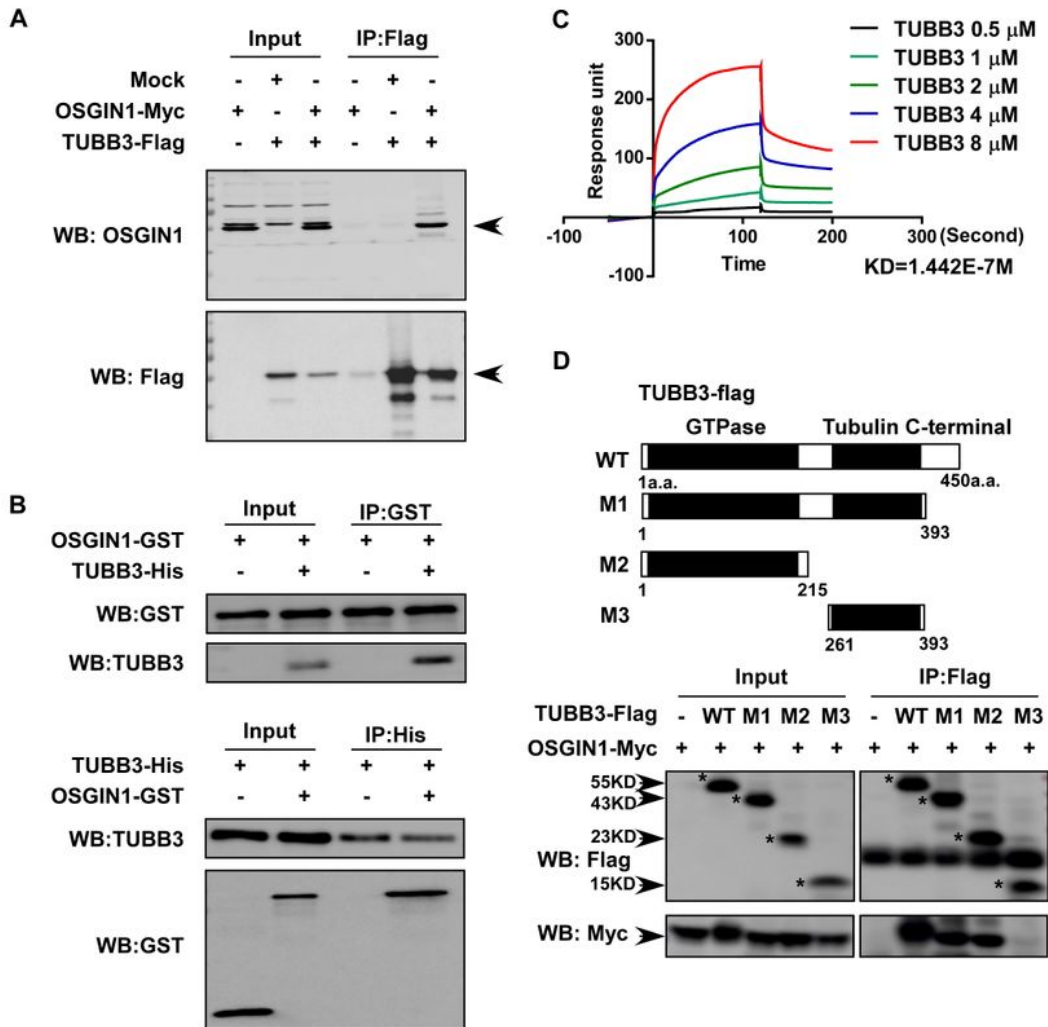 A
Input IP:Flag
Mock - + - - + -
OSGIN1-Myc + - + + - +
TUBB3-Flag - + + - + +
WB: OSGIN1
WB: Flag
B
Input IP:GST
OSGIN1-GST + + + +
TUBB3-His - + - +
WB:GST
WB:TUBB3
Input IP:His
TUBB3-His + + + +
OSGIN1-GST - + - +
WB:TUBB3
WB:GST
C
300
200
100
-100
Response unit
-100 100 200 300 (Second)
Time
KD=1.442E-7M
TUBB3 0.5 μM
TUBB3 1 μM
TUBB3 2 μM
TUBB3 4 μM
TUBB3 8 μM
D
TUBB3-flag
GTPase Tubulin C-terminal
WT
1a.a. 450a.a.
M1
1 393
M2
1 215
M3
261 393
Input IP:Flag
TUBB3-Flag - WT M1 M2 M3 - WT M1 M2 M3
OSGIN1-Myc + + + + + + + + + +
55KD * *
43KD * *
23KD * *
WB: Flag
15KD * *
WB: Myc